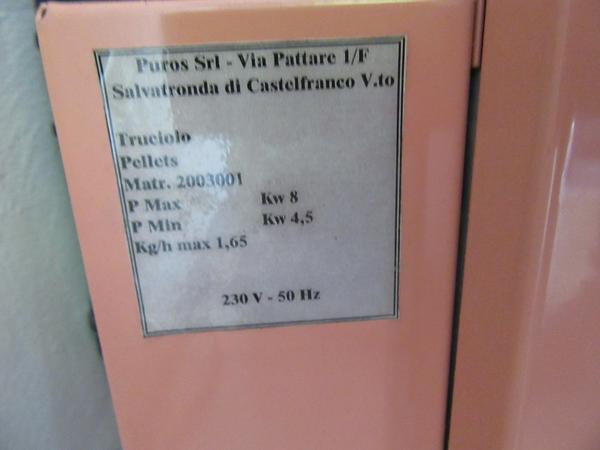 Puros Srl - Via Pattare 1/F
Salvatronda di Castelfranco V.to
Truciolo
Pellets
Matr. 2003001
P Max Kw 8
P Min Kw 4,5
Kg/h max 1,65
230 V - 50 Hz